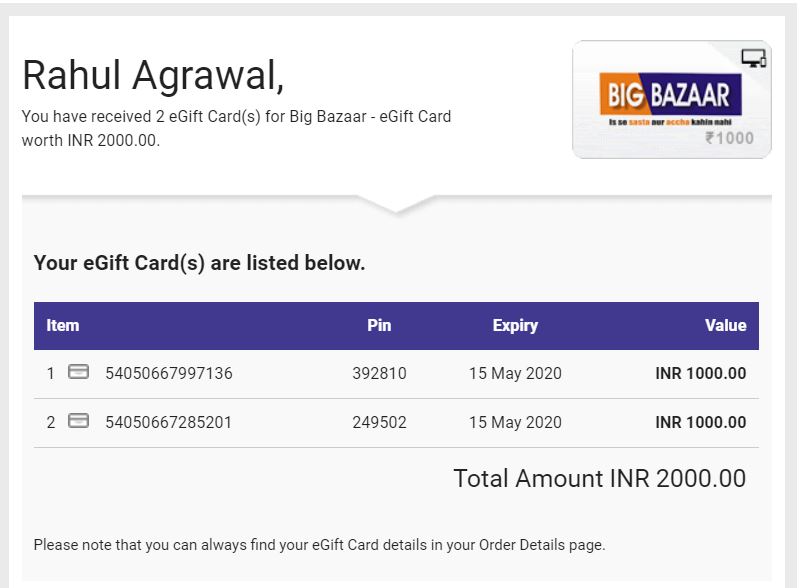 Rahul Agrawal,
You have received 2 eGift Card(s) for Big Bazaar - eGift Card
worth INR 2000.00.
BIG BAZAAR
Is se sasta aur accha kahin nahi
₹1000
Your eGift Card(s) are listed below.
Item Pin Expiry Value
1 54050667997136 392810 15 May 2020 INR 1000.00
2 54050667285201 249502 15 May 2020 INR 1000.00
Total Amount INR 2000.00
Please note that you can always find your eGift Card details in your Order Details page.